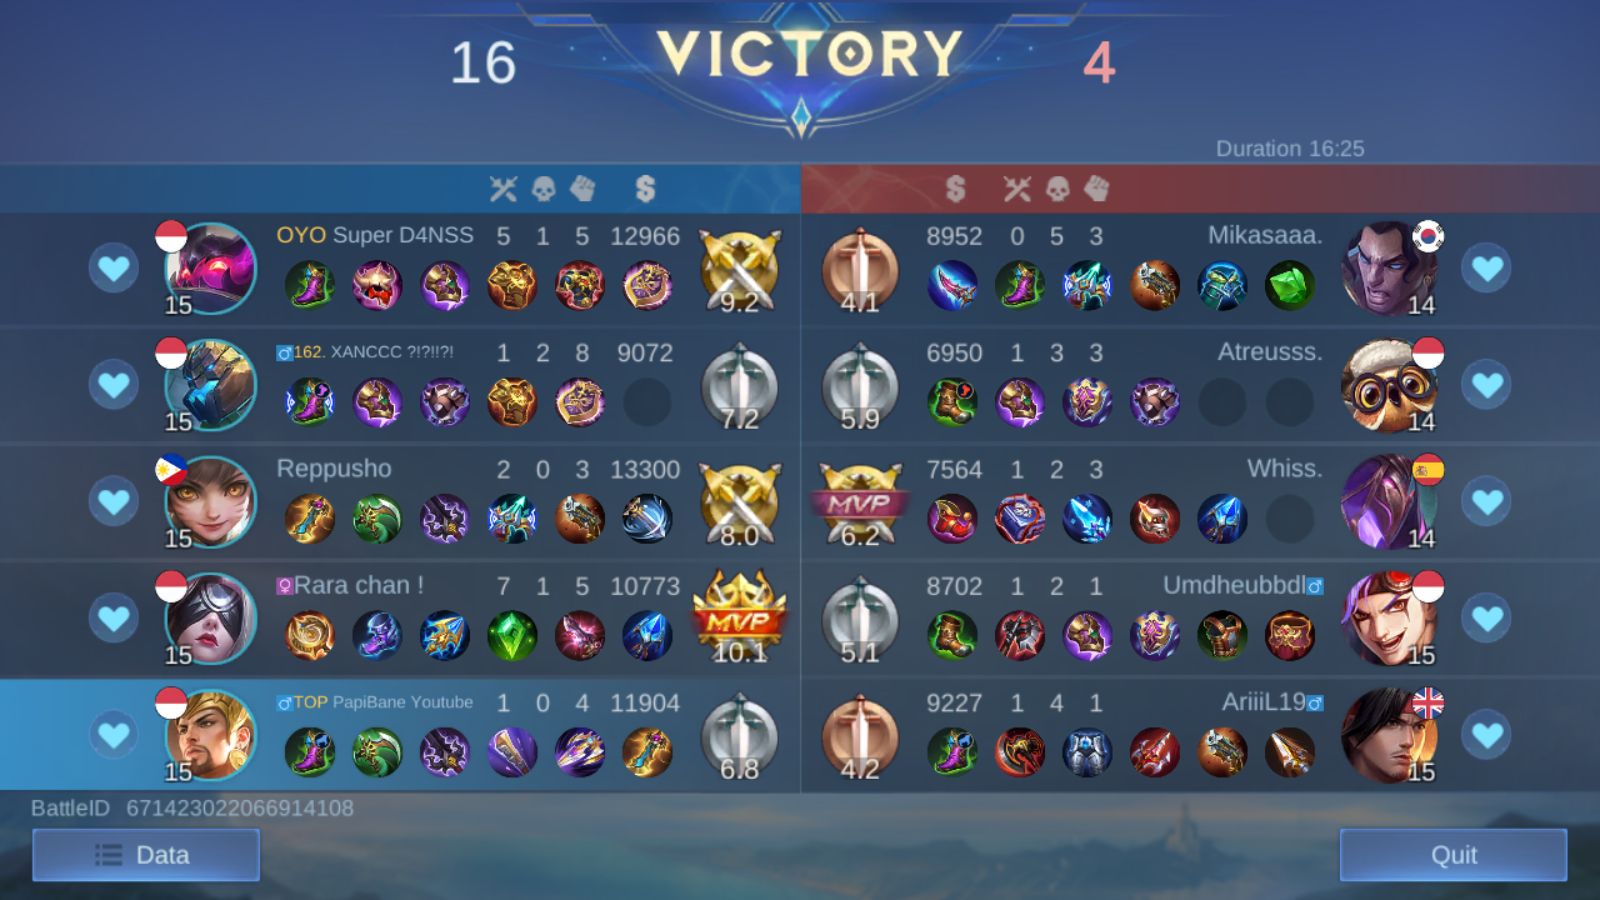 16 VICTORY 4
Duration 16:25
OYO Super D4NSS 5 1 5 12966
15 9.2
162. XANCCC ?!?!!?! 1 2 8 9072
15 7.2
Reppusho 2 0 3 13300
15 8.0
Rara chan ! 7 1 5 10773
15 MVP 10.1
TOP PapiBane Youtube 1 0 4 11904
15 6.8
8952 0 5 3 Mikasaaa.
4.1 14
6950 1 3 3 Atreusss.
5.9 14
7564 1 2 3 Whiss.
MVP 6.2 14
8702 1 2 1 Umdheubbdl
5.1 15
9227 1 4 1 AriiiL19
4.2 15
BattleID 671423022066914108
Data
Quit